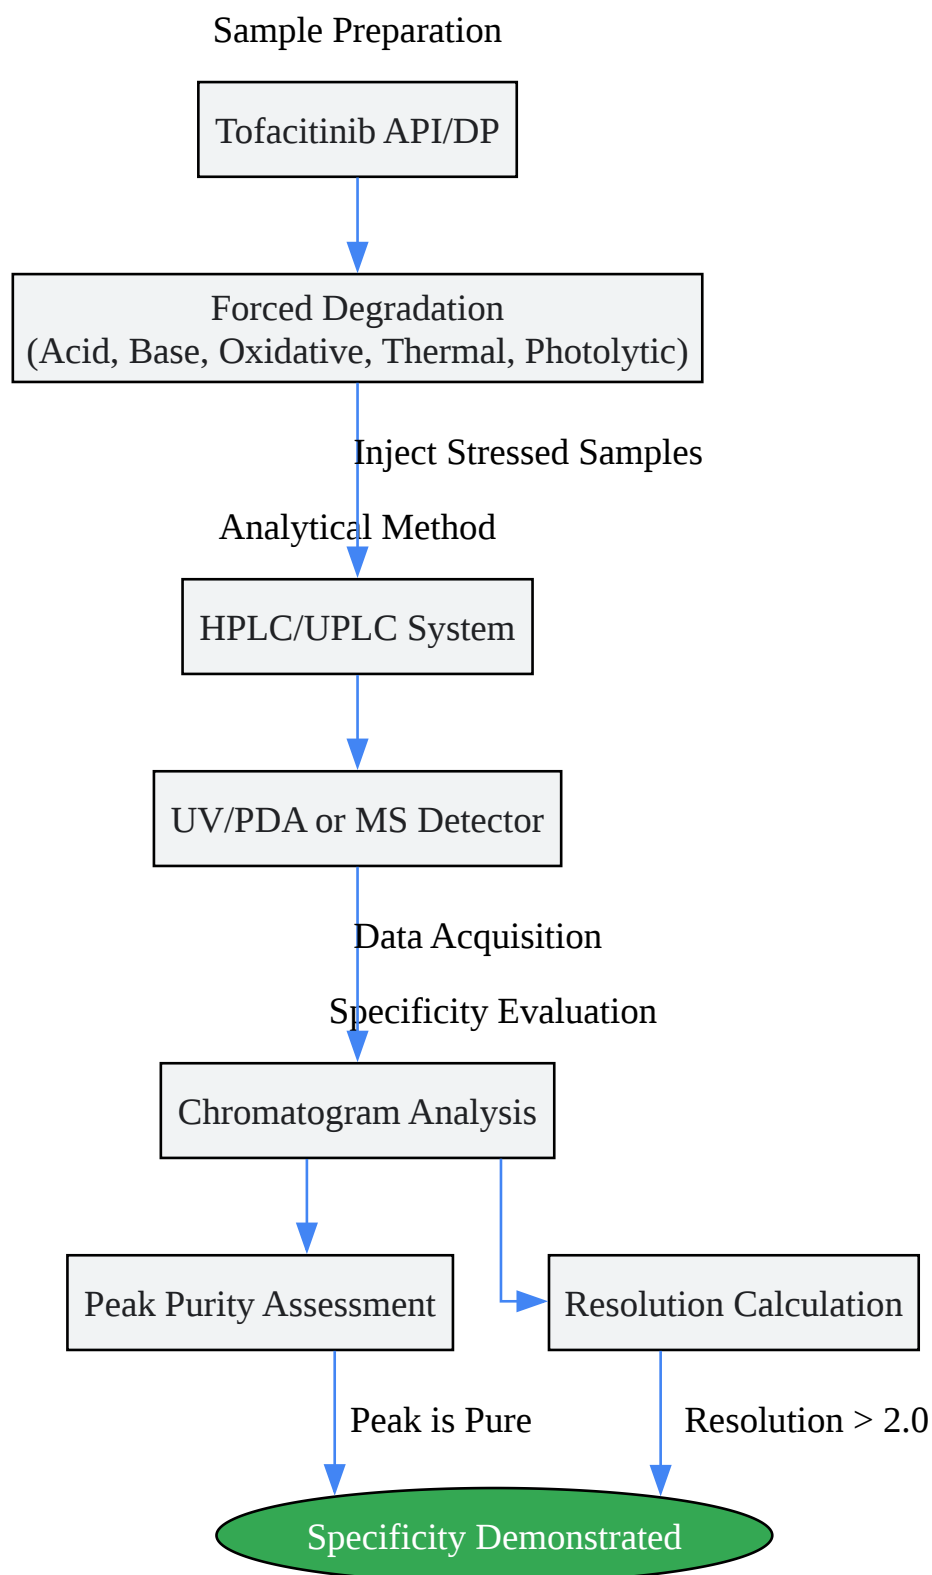 Sample Preparation
Tofacitinib API/DP
Forced Degradation
(Acid, Base, Oxidative, Thermal, Photolytic)
Inject Stressed Samples
Analytical Method
HPLC/UPLC System
UV/PDA or MS Detector
Data Acquisition
Specificity Evaluation
Chromatogram Analysis
Peak Purity Assessment
Resolution Calculation
Peak is Pure
Resolution > 2.0
Specificity Demonstrated